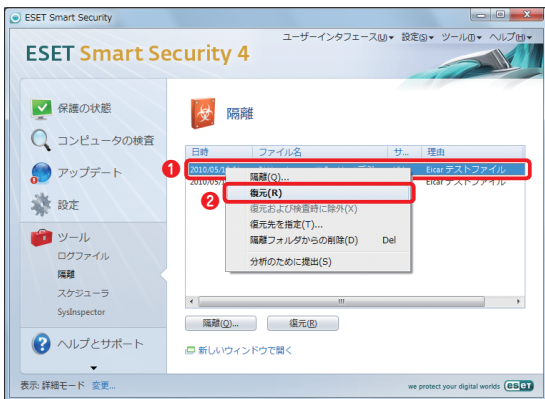 ESET Smart Security
ユーザーインタフェース(U) 設定(S) ツール(T) ヘルプ(H)
ESET Smart Security 4
保護の状態
コンピュータの検査
アップデート
設定
ツール
ログファイル
隔離
スケジューラ
SysInspector
ヘルプとサポート
隔離
日時 ファイル名 サ... 理由
1
2010/05/1 Eicar テストファイル
2010/05/1 Eicar テストファイル
隔離(Q)...
2
復元(R)
復元および検査時に除外(X)
復元先を指定(T)...
隔離フォルダからの削除(D) Del
分析のために提出(S)
隔離(Q)... 復元(R)
新しいウィンドウで開く
表示: 詳細モード 変更...
we protect your digital worlds eset